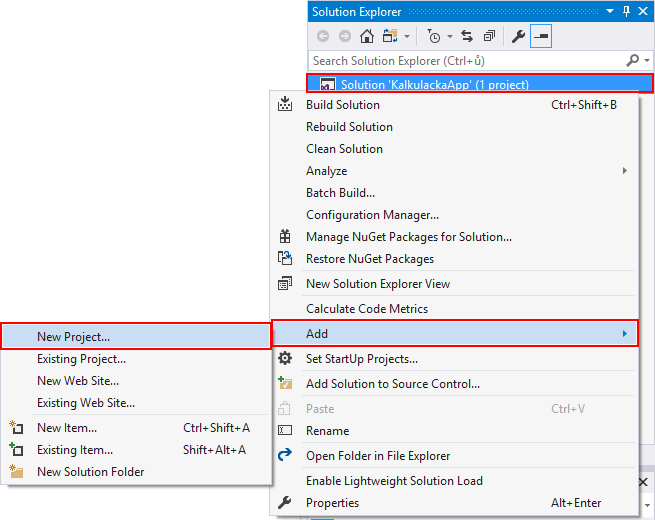 Solution Explorer
Search Solution Explorer (Ctrl+ů)
Solution 'KalkulackaApp' (1 project)
Build Solution Ctrl+Shift+B
Rebuild Solution
Clean Solution
Analyze
Batch Build...
Configuration Manager...
Manage NuGet Packages for Solution...
Restore NuGet Packages
New Solution Explorer View
Calculate Code Metrics
Add
Set StartUp Projects...
Add Solution to Source Control...
Paste Ctrl+V
Rename
Open Folder in File Explorer
Enable Lightweight Solution Load
Properties Alt+Enter
New Project...
Existing Project...
New Web Site...
Existing Web Site...
New Item... Ctrl+Shift+A
Existing Item... Shift+Alt+A
New Solution Folder